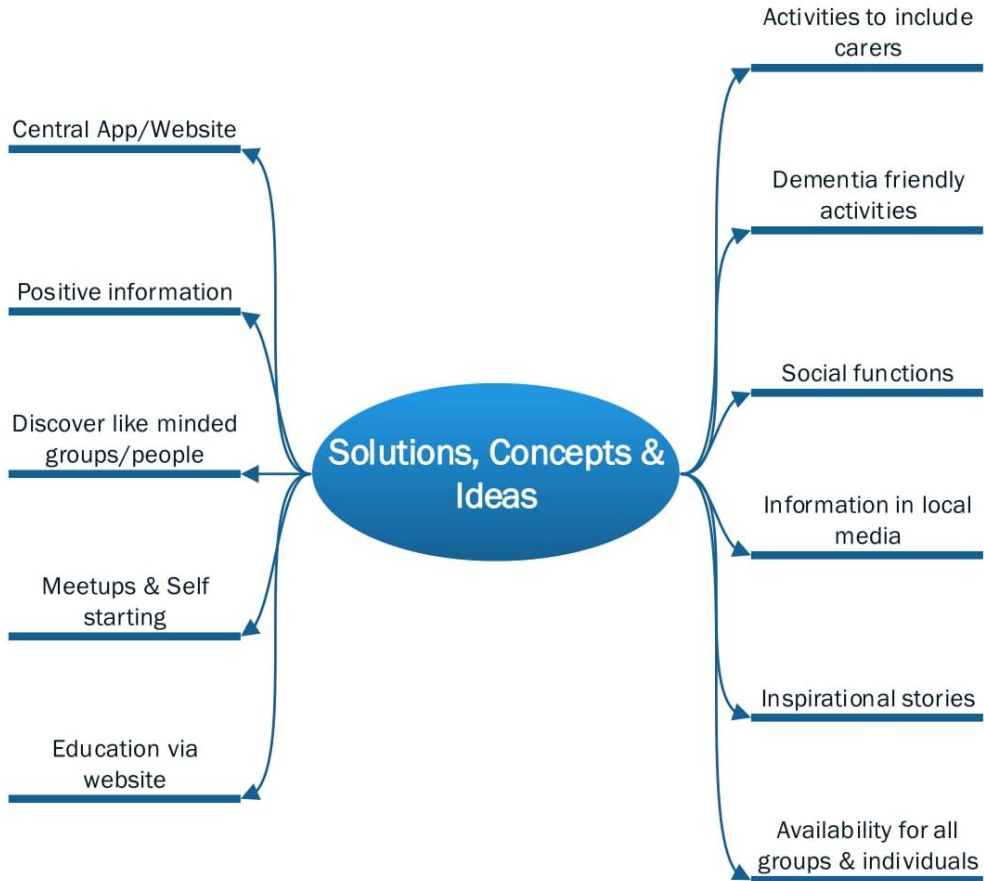 Central App/Website
Positive information
Discover like minded
groups/people
Meetups & Self
starting
Education via
website
Solutions, Concepts &
Ideas
Activities to include
carers
Dementia friendly
activities
Social functions
Information in local
media
Inspirational stories
Availability for all
groups & individuals